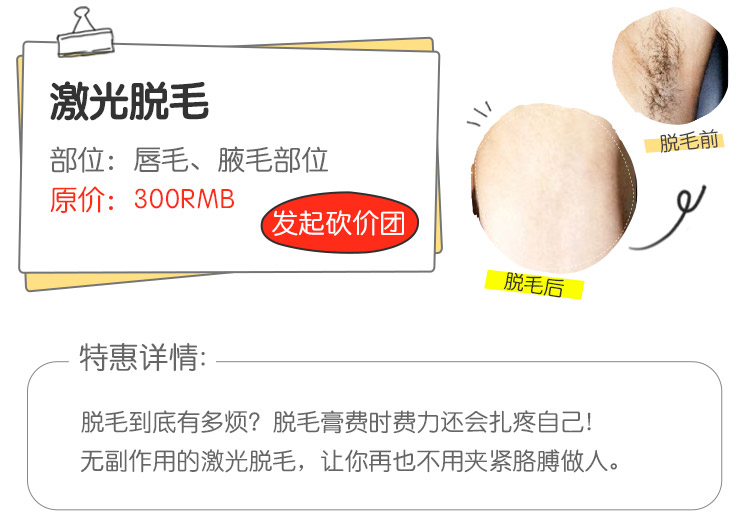 激光脱毛
部位：唇毛、腋毛部位
原价：300RMB
发起砍价团
脱毛前
脱毛后
特惠详情:
脱毛到底有多烦？脱毛膏费时费力还会扎疼自己！
无副作用的激光脱毛，让你再也不用夹紧胳膊做人。